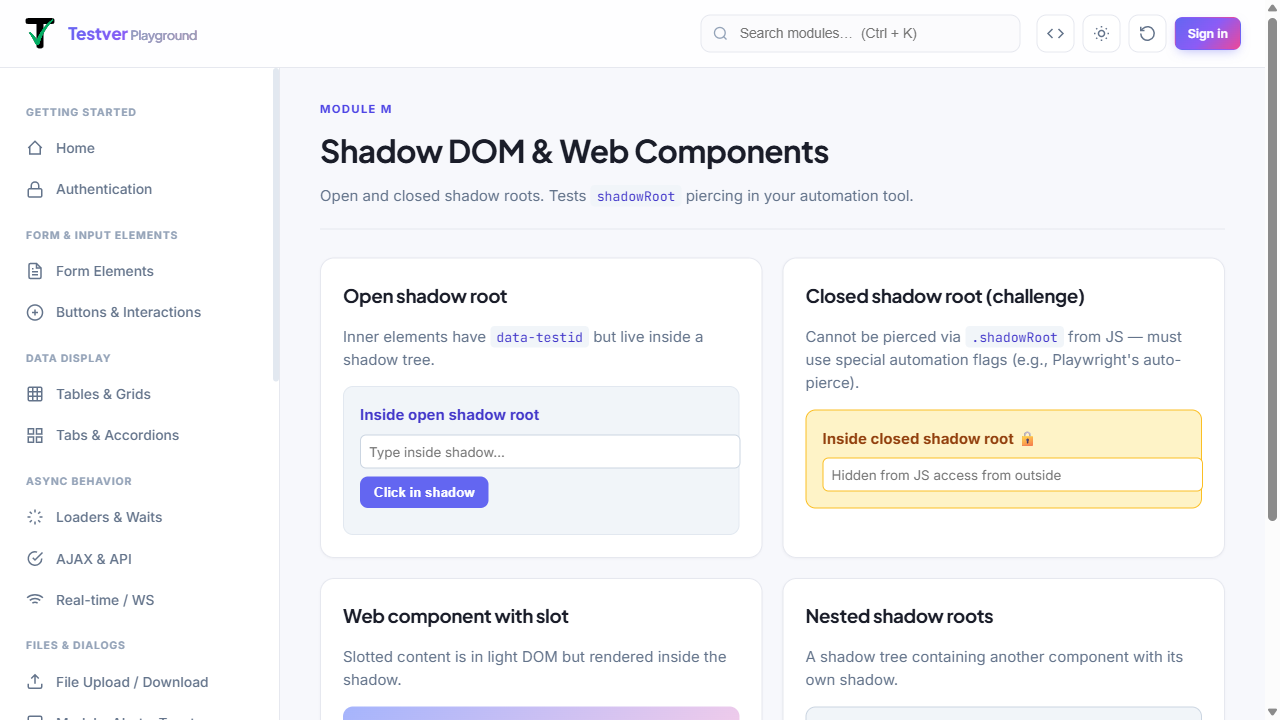 Testver Playground
Search modules… (Ctrl + K)
Sign in
GETTING STARTED
Home
Authentication
FORM & INPUT ELEMENTS
Form Elements
Buttons & Interactions
DATA DISPLAY
Tables & Grids
Tabs & Accordions
ASYNC BEHAVIOR
Loaders & Waits
AJAX & API
Real-time / WS
FILES & DIALOGS
File Upload / Download
MODULE M
Shadow DOM & Web Components
Open and closed shadow roots. Tests shadowRoot piercing in your automation tool.
Open shadow root
Inner elements have data-testid but live inside a
shadow tree.
Inside open shadow root
Type inside shadow...
Click in shadow
Closed shadow root (challenge)
Cannot be pierced via .shadowRoot from JS — must
use special automation flags (e.g., Playwright's auto-
pierce).
Inside closed shadow root 🔒
Hidden from JS access from outside
Web component with slot
Slotted content is in light DOM but rendered inside the
shadow.
Nested shadow roots
A shadow tree containing another component with its
own shadow.